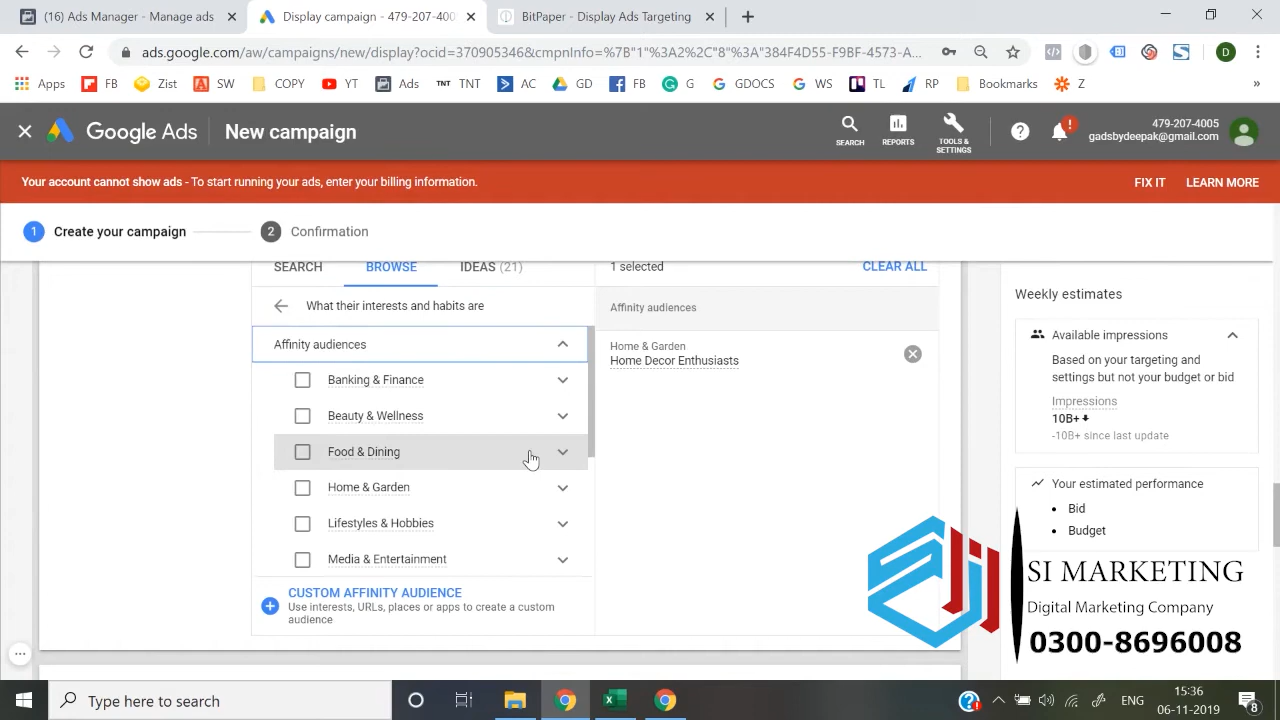 (16) Ads Manager - Manage ads
Display campaign - 479-207-400
BitPaper - Display Ads Targeting
ads.google.com/aw/campaigns/new/display?ocid=370905346&cmpnInfo=%7B"1"%3A2%2C"8"%3A"384F4D55-F9BF-4573-A...
D
Apps
FB
Zist
SW
COPY
YT
Ads
TNT TNT
AC
GD
FB
G
GDOCS
WS
TL
RP
Bookmarks
Z
»
Google Ads
New campaign
SEARCH
REPORTS
TOOLS & SETTINGS
479-207-4005
gadsbydeepak@gmail.com
Your account cannot show ads - To start running your ads, enter your billing information.
FIX IT
LEARN MORE
1 Create your campaign
2 Confirmation
SEARCH
BROWSE
IDEAS (21)
1 selected
CLEAR ALL
What their interests and habits are
Affinity audiences
Banking & Finance
Beauty & Wellness
Food & Dining
Home & Garden
Lifestyles & Hobbies
Media & Entertainment
CUSTOM AFFINITY AUDIENCE
Use interests, URLs, places or apps to create a custom
audience
Affinity audiences
Home & Garden
Home Decor Enthusiasts
Weekly estimates
Available impressions
Based on your targeting and
settings but not your budget or bid
Impressions
10B+
-10B+ since last update
Your estimated performance
Bid
Budget
SI MARKETING
Digital Marketing Company
0300-8696008
Type here to search
ENG
15:36
06-11-2019
8